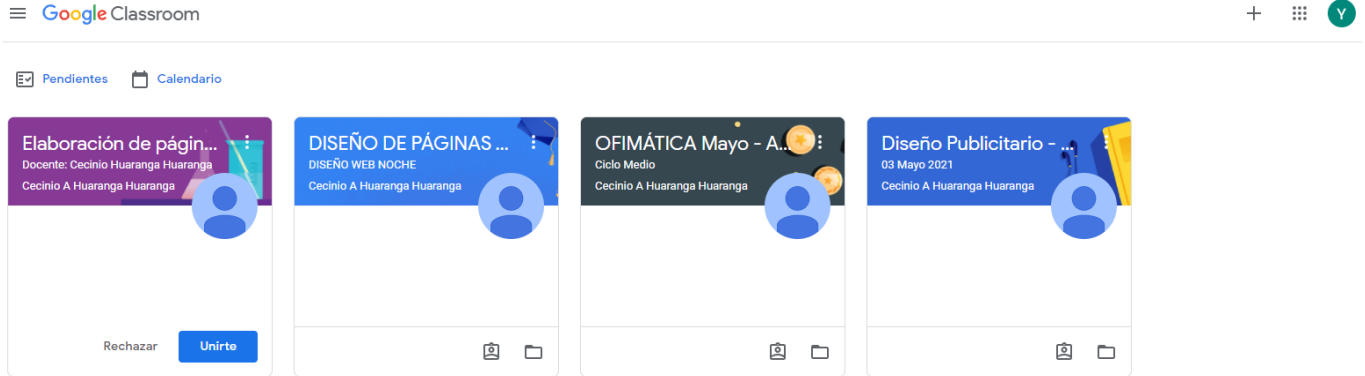 Google Classroom
Y
Pendientes
Calendario
Elaboración de págin...
Docente: Cecinio Huaranga Huaranga
Cecinio A Huaranga Huaranga
Rechazar
Unirte
DISEÑO DE PÁGINAS ...
DISEÑO WEB NOCHE
Cecinio A Huaranga Huaranga
OFIMÁTICA Mayo - A...
Ciclo Medio
Cecinio A Huaranga Huaranga
Diseño Publicitario - ...
03 Mayo 2021
Cecinio A Huaranga Huaranga